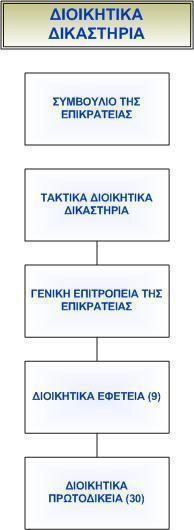 ΔΙΟΙΚΗΤΙΚΑ
ΔΙΚΑΣΤΗΡΙΑ
ΣΥΜΒΟΥΛΙΟ ΤΗΣ
ΕΠΙΚΡΑΤΕΙΑΣ
ΤΑΚΤΙΚΑ ΔΙΟΙΚΗΤΙΚΑ
ΔΙΚΑΣΤΗΡΙΑ
ΓΕΝΙΚΗ ΕΠΙΤΡΟΠΕΙΑ ΤΗΣ
ΕΠΙΚΡΑΤΕΙΑΣ
ΔΙΟΙΚΗΤΙΚΑ ΕΦΕΤΕΙΑ (9)
ΔΙΟΙΚΗΤΙΚΑ
ΠΡΩΤΟΔΙΚΕΙΑ (30)